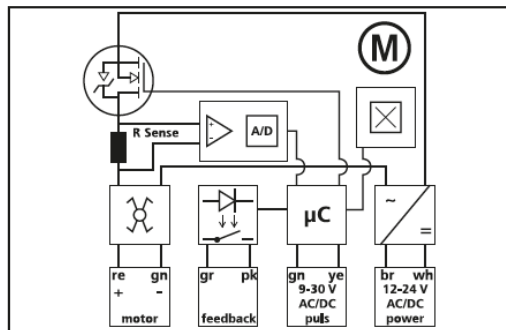 M
R Sense
+
-
A/D
µC
~
=
re gn
+ -
motor
gr pk
feedback
gn ye
9-30 V
AC/DC
puls
br wh
12-24 V
AC/DC
power